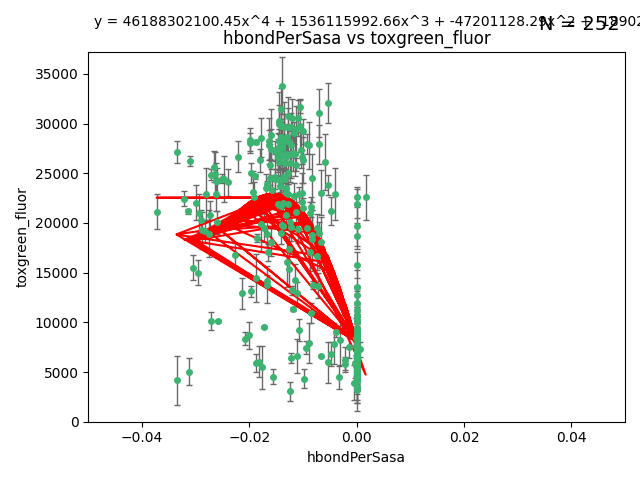 y = 46188302100.45x^4 + 1536115992.66x^3 + -47201128.29x^2 +
N = 252
hbondPerSasa vs toxgreen_fluor
35000
30000
25000
20000
15000
10000
5000
0
toxgreen_fluor
−0.04 −0.02 0.00 0.02 0.04
hbondPerSasa